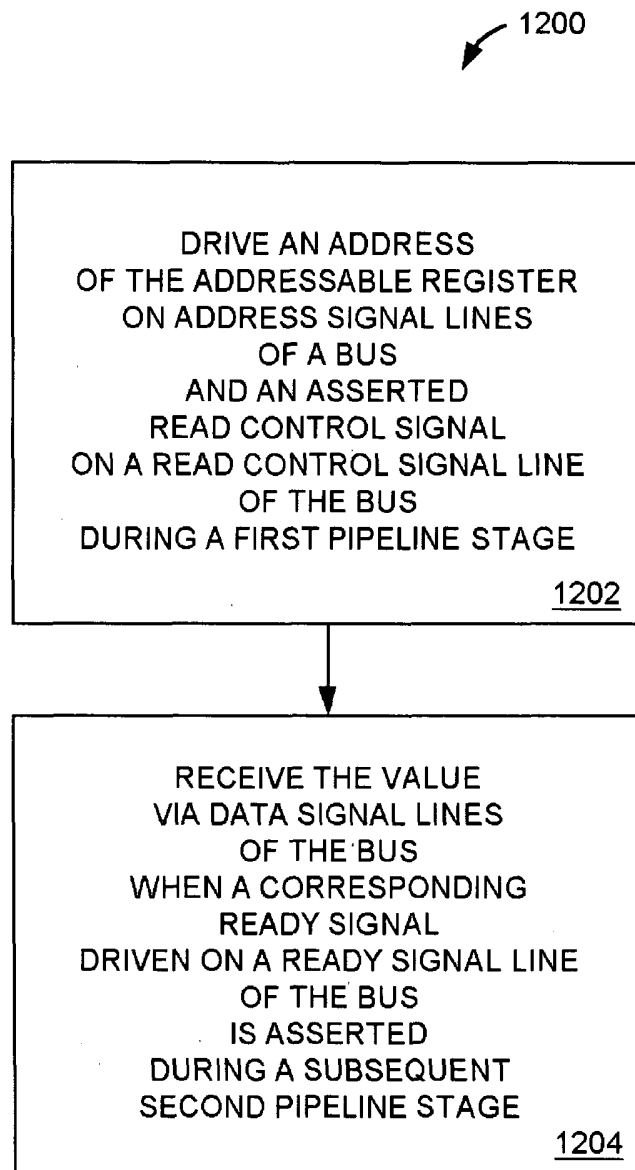 1200
DRIVE AN ADDRESS
OF THE ADDRESSABLE REGISTER
ON ADDRESS SIGNAL LINES
OF A BUS
AND AN ASSERTED
READ CONTROL SIGNAL
ON A READ CONTROL SIGNAL LINE
OF THE BUS
DURING A FIRST PIPELINE STAGE
1202
RECEIVE THE VALUE
VIA DATA SIGNAL LINES
OF THE BUS
WHEN A CORRESPONDING
READY SIGNAL
DRIVEN ON A READY SIGNAL LINE
OF THE BUS
IS ASSERTED
DURING A SUBSEQUENT
SECOND PIPELINE STAGE
1204